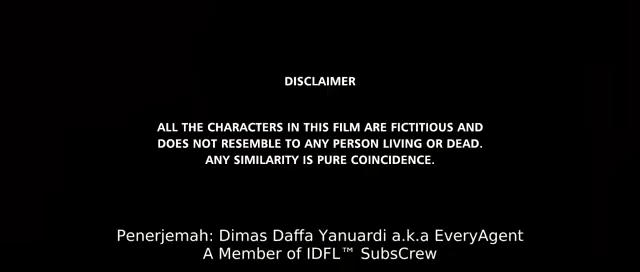 DISCLAIMER
ALL THE CHARACTERS IN THIS FILM ARE FICTITIOUS AND
DOES NOT RESEMBLE TO ANY PERSON LIVING OR DEAD.
ANY SIMILARITY IS PURE COINCIDENCE.
Penerjemah: Dimas Daffa Yanuardi a.k.a EveryAgent
A Member of IDFL™ SubsCrew